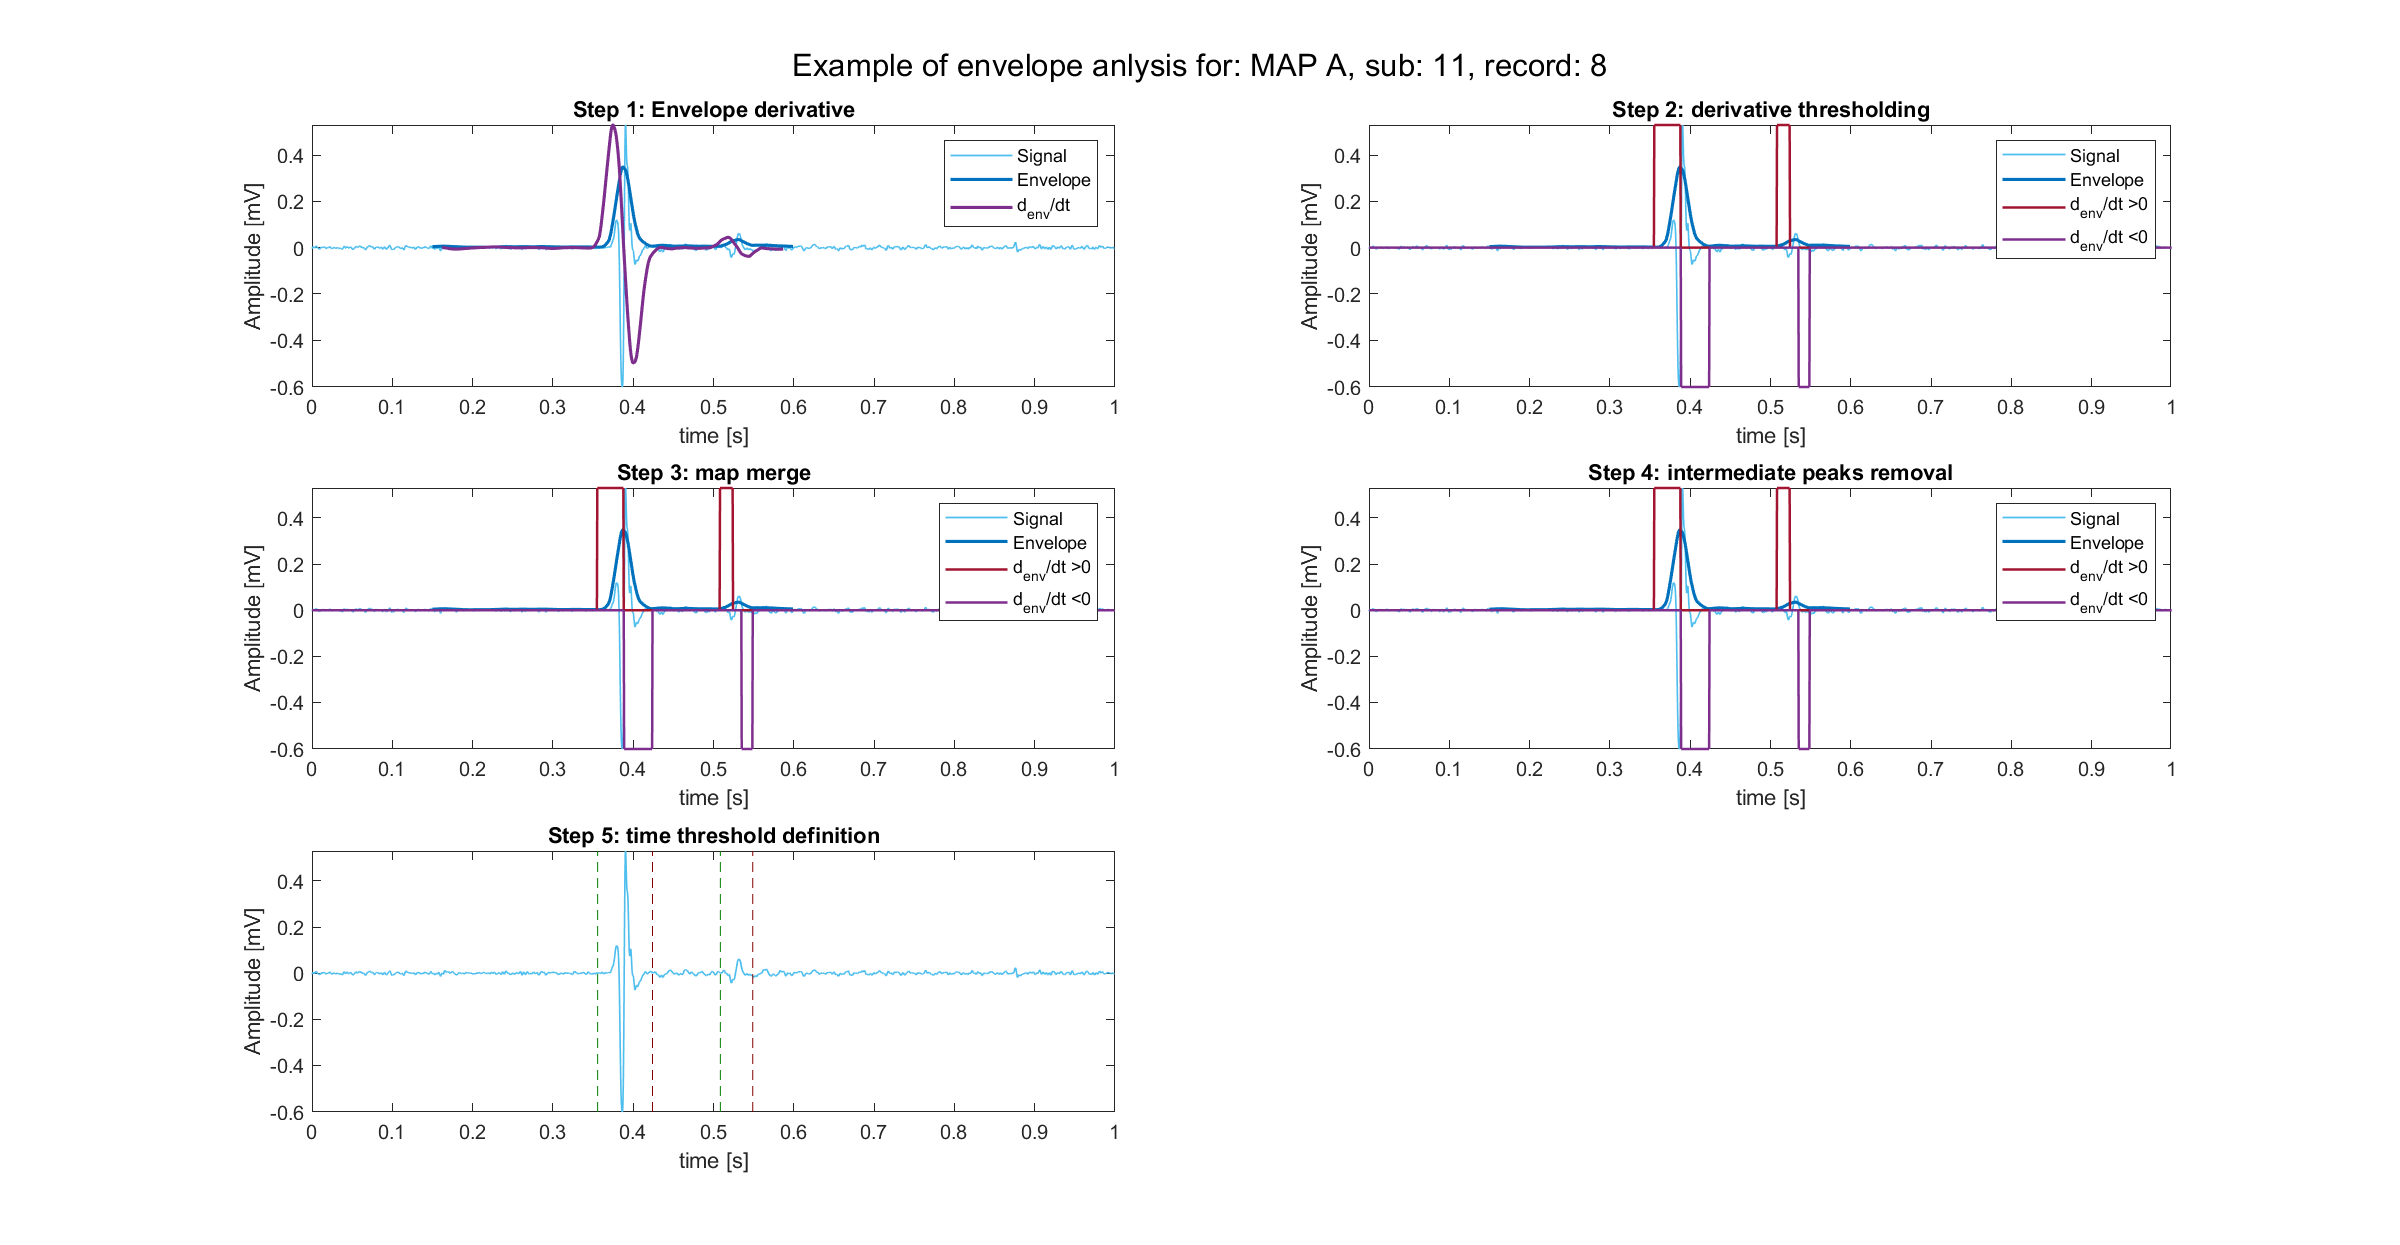 Example of envelope anlysis for: MAP A, sub: 11, record: 8
Step 1: Envelope derivative
Amplitude [mV]
0.4
0.2
0
-0.2
-0.4
-0.6
Signal
Envelope
d_env/dt
0 0.1 0.2 0.3 0.4 0.5 0.6 0.7 0.8 0.9 1
time [s]
Step 2: derivative thresholding
Amplitude [mV]
0.4
0.2
0
-0.2
-0.4
-0.6
Signal
Envelope
d_env/dt >0
d_env/dt <0
0 0.1 0.2 0.3 0.4 0.5 0.6 0.7 0.8 0.9 1
time [s]
Step 3: map merge
Amplitude [mV]
0.4
0.2
0
-0.2
-0.4
-0.6
Signal
Envelope
d_env/dt >0
d_env/dt <0
0 0.1 0.2 0.3 0.4 0.5 0.6 0.7 0.8 0.9 1
time [s]
Step 4: intermediate peaks removal
Amplitude [mV]
0.4
0.2
0
-0.2
-0.4
-0.6
Signal
Envelope
d_env/dt >0
d_env/dt <0
0 0.1 0.2 0.3 0.4 0.5 0.6 0.7 0.8 0.9 1
time [s]
Step 5: time threshold definition
Amplitude [mV]
0.4
0.2
0
-0.2
-0.4
-0.6
0 0.1 0.2 0.3 0.4 0.5 0.6 0.7 0.8 0.9 1
time [s]